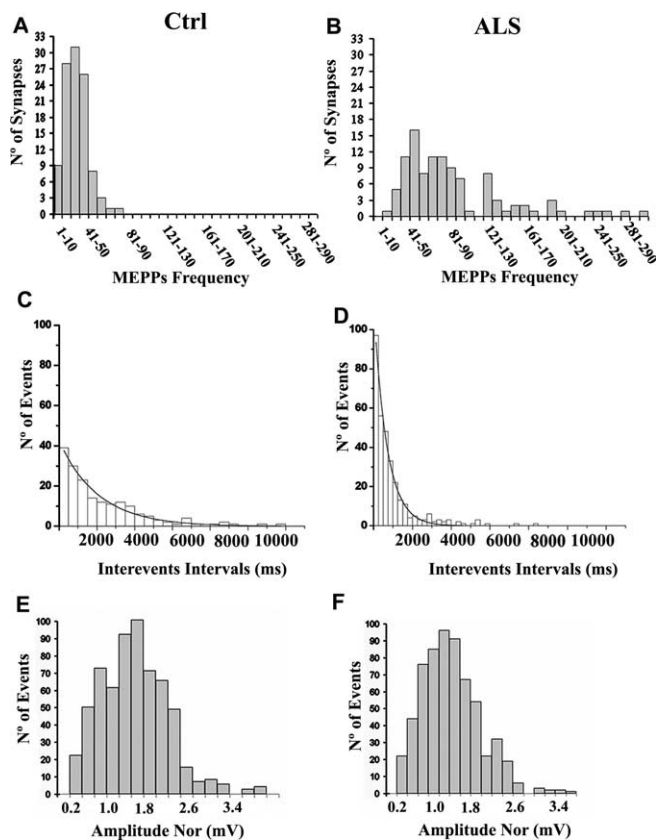 A Ctrl
B ALS
Nº of Synapses
33
30
27
24
21
18
15
12
9
6
3
0
1-10 41-50 81-90 121-130 161-170 201-210 241-250 281-290
MEPPs Frequency
Nº of Synapses
33
30
27
24
21
18
15
12
9
6
3
0
1-10 41-50 81-90 121-130 161-170 201-210 241-250 281-290
MEPPs Frequency
C
Nº of Events
100
80
60
40
20
0
2000 4000 6000 8000 10000
Interevents Intervals (ms)
D
Nº of Events
100
80
60
40
20
0
2000 4000 6000 8000 10000
Interevents Intervals (ms)
E
Nº of Events
100
90
80
70
60
50
40
30
20
10
0
0.2 1.0 1.8 2.6 3.4
Amplitude Nor (mV)
F
Nº of Events
100
90
80
70
60
50
40
30
20
10
0
0.2 1.0 1.8 2.6 3.4
Amplitude Nor (mV)